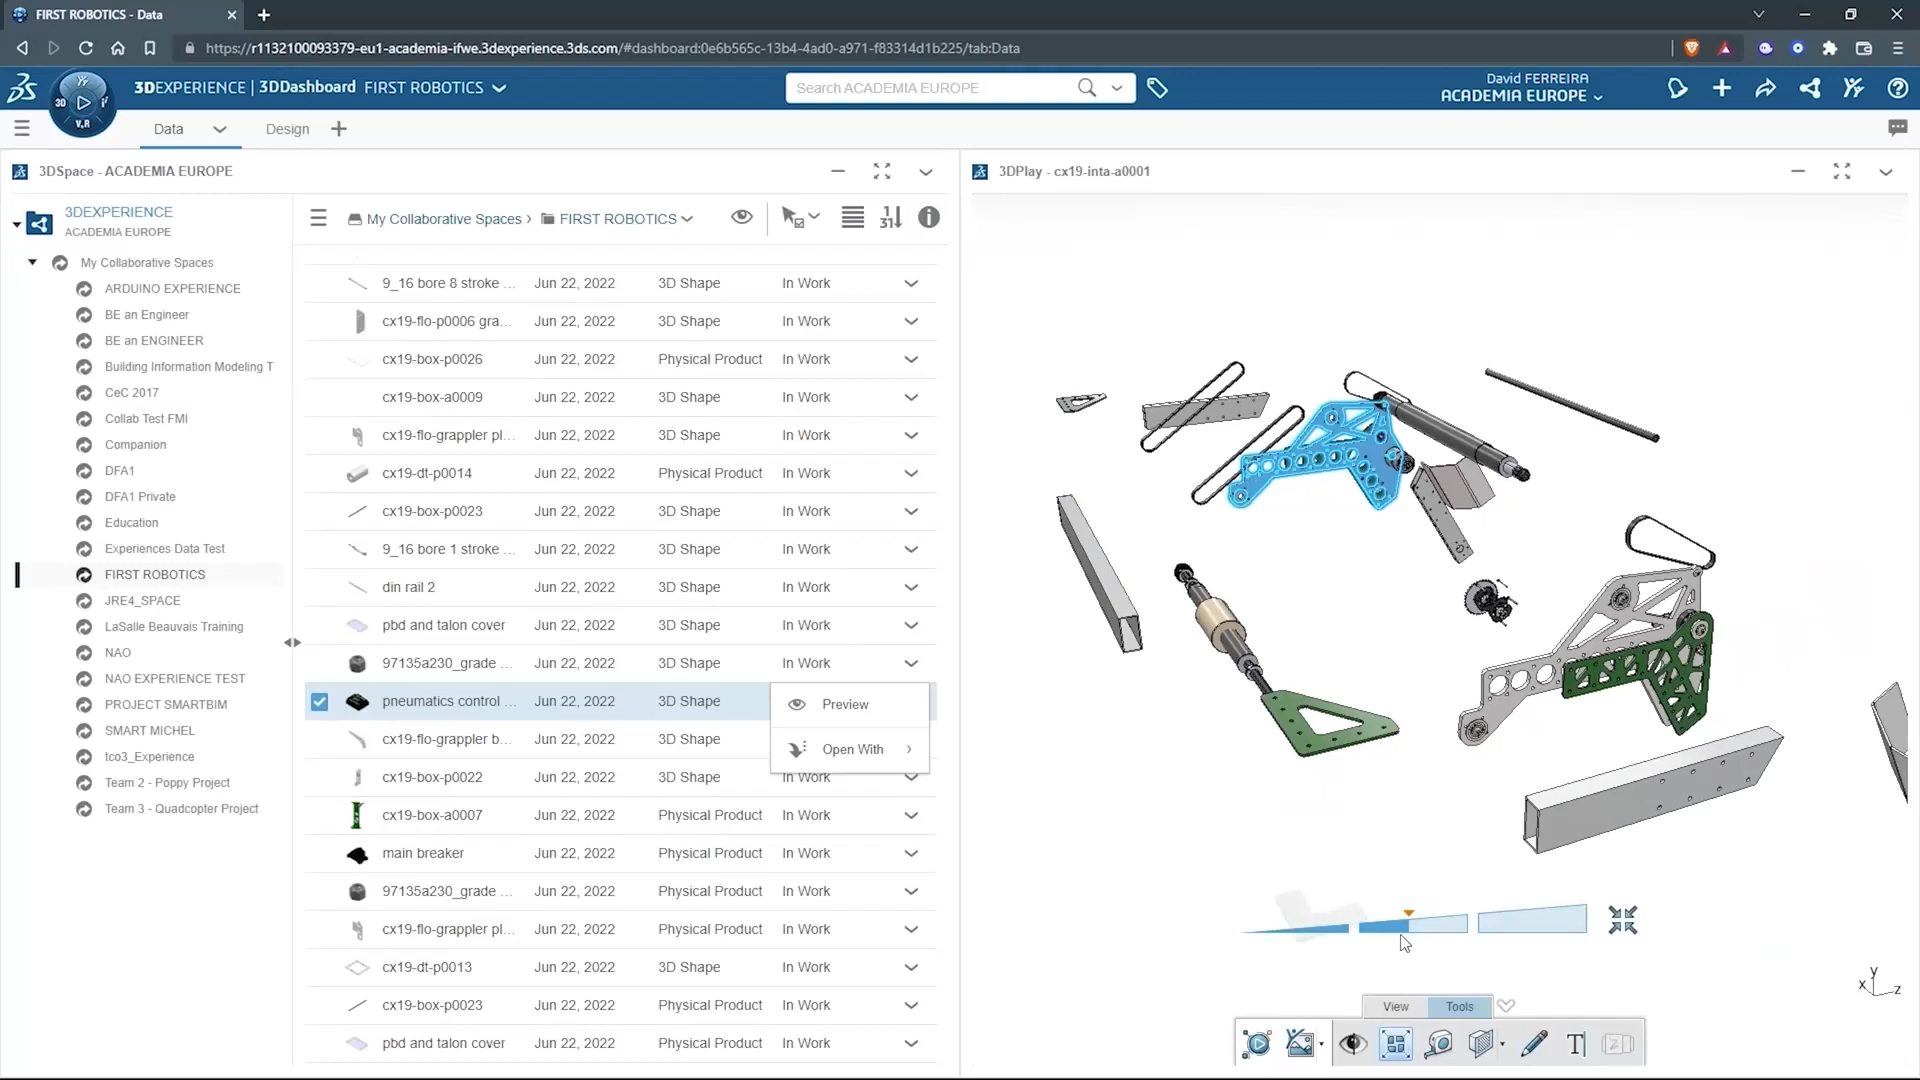 FIRST ROBOTICS - Data
https://r1132100093379-eu1-academia-ifwe.3dexperience.3ds.com/#dashboard:0e6b565c-13b4-4ad0-a971-f83314d1b225/tab:Data
3D
V.R
3DEXPERIENCE | 3DDashboard FIRST ROBOTICS
Search ACADEMIA EUROPE
David FERREIRA
ACADEMIA EUROPE
Data
Design
3DSpace - ACADEMIA EUROPE
3DPlay - cx19-inta-a0001
3DEXPERIENCE
ACADEMIA EUROPE
My Collaborative Spaces
ARDUINO EXPERIENCE
BE an Engineer
BE an ENGINEER
Building Information Modeling T
CeC 2017
Collab Test FMI
Companion
DFA1
DFA1 Private
Education
Experiences Data Test
FIRST ROBOTICS
JRE4_SPACE
LaSalle Beauvais Training
NAO
NAO EXPERIENCE TEST
PROJECT SMARTBIM
SMART MICHEL
tco3_Experience
Team 2 - Poppy Project
Team 3 - Quadcopter Project
My Collaborative Spaces › FIRST ROBOTICS
9_16 bore 8 stroke ... Jun 22, 2022 3D Shape In Work
cx19-flo-p0006 gra... Jun 22, 2022 3D Shape In Work
cx19-box-p0026 Jun 22, 2022 Physical Product In Work
cx19-box-a0009 Jun 22, 2022 3D Shape In Work
cx19-flo-grappler pl... Jun 22, 2022 3D Shape In Work
cx19-dt-p0014 Jun 22, 2022 Physical Product In Work
cx19-box-p0023 Jun 22, 2022 3D Shape In Work
9_16 bore 1 stroke ... Jun 22, 2022 3D Shape In Work
din rail 2 Jun 22, 2022 3D Shape In Work
pbd and talon cover Jun 22, 2022 3D Shape In Work
97135a230_grade ... Jun 22, 2022 3D Shape In Work
pneumatics control ... Jun 22, 2022 3D Shape
Preview
cx19-flo-grappler b... Jun 22, 2022 3D Shape
Open With
cx19-box-p0022 Jun 22, 2022 3D Shape In Work
cx19-box-a0007 Jun 22, 2022 Physical Product In Work
main breaker Jun 22, 2022 Physical Product In Work
97135a230_grade ... Jun 22, 2022 Physical Product In Work
cx19-flo-grappler pl... Jun 22, 2022 Physical Product In Work
cx19-dt-p0013 Jun 22, 2022 3D Shape In Work
cx19-box-p0023 Jun 22, 2022 Physical Product In Work
pbd and talon cover Jun 22, 2022 Physical Product In Work
y
x
z
View
Tools
T